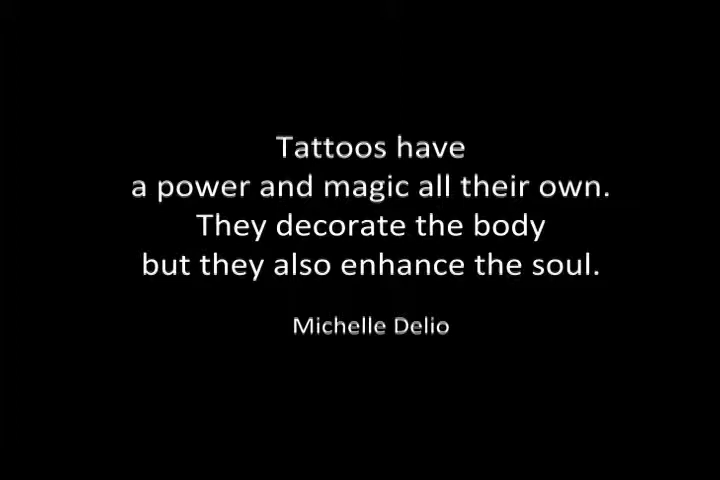 Tattoos have
a power and magic all their own.
They decorate the body
but they also enhance the soul.
Michelle Delio